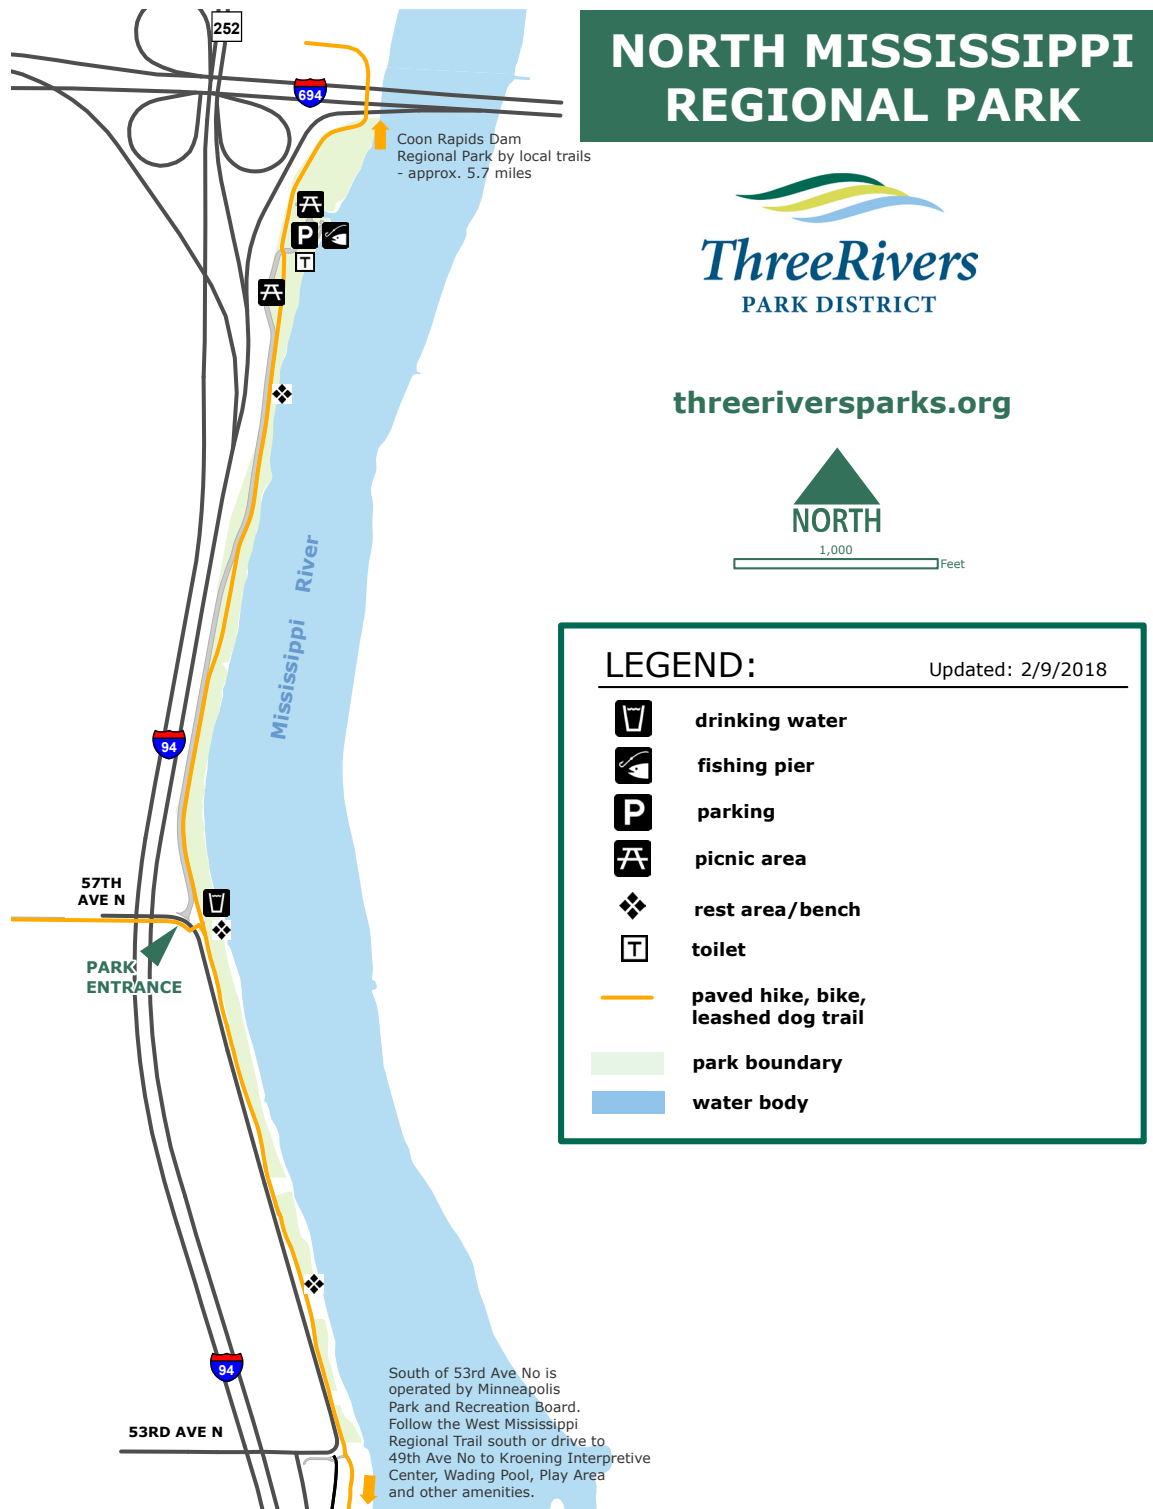 252
NORTH MISSISSIPPI
REGIONAL PARK
694
Coon Rapids Dam
Regional Park by local trails
- approx. 5.7 miles
P
T
ThreeRivers
PARK DISTRICT
threeriversparks.org
NORTH
1,000
Feet
Mississippi River
LEGEND:
Updated: 2/9/2018
drinking water
fishing pier
P
parking
picnic area
rest area/bench
T
toilet
paved hike, bike,
leashed dog trail
park boundary
water body
94
57TH
AVE N
PARK
ENTRANCE
94
53RD AVE N
South of 53rd Ave No is
operated by Minneapolis
Park and Recreation Board.
Follow the West Mississippi
Regional Trail south or drive to
49th Ave No to Kroening Interpretive
Center, Wading Pool, Play Area
and other amenities.